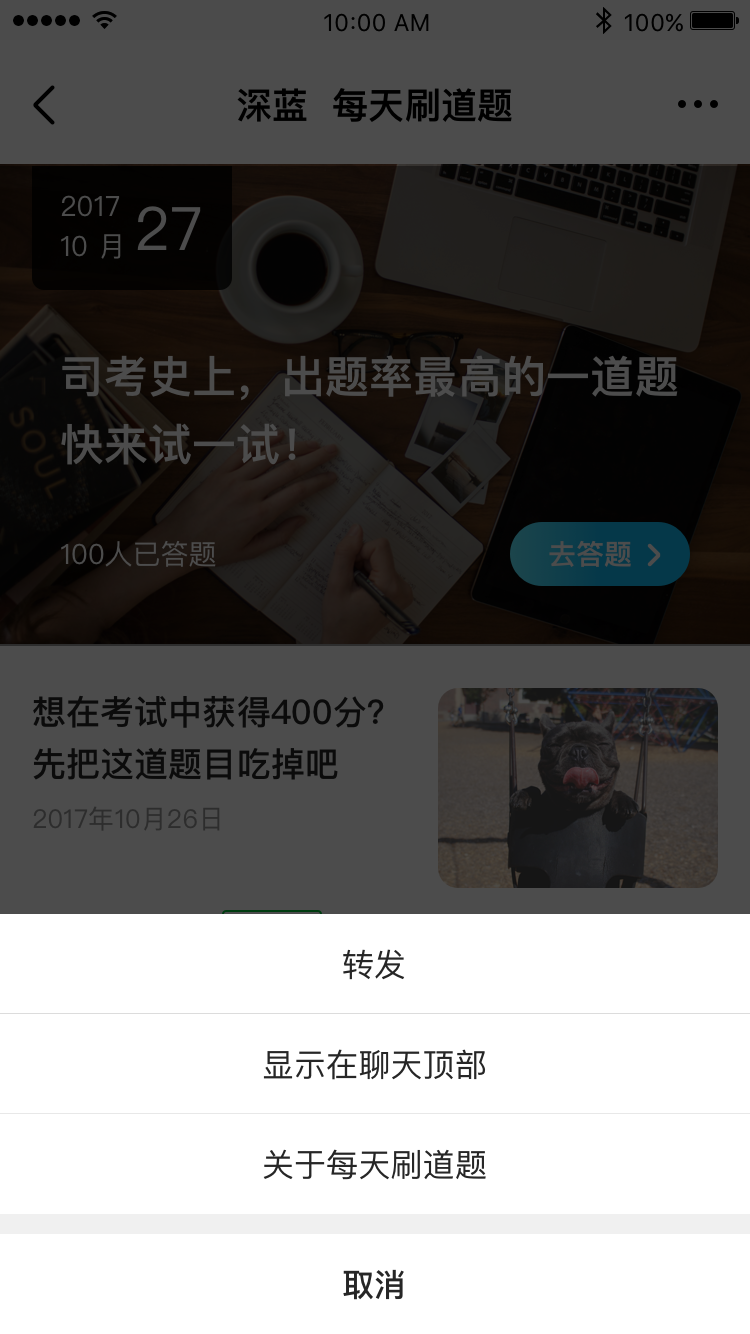 10:00 AM
100%
深蓝 每天刷道题
2017
10 月
27
司考史上，出题率最高的一道题
快来试一试！
SOUL
100人已答题
去答题
想在考试中获得400分?
先把这道题目吃掉吧
2017年10月26日
转发
显示在聊天顶部
关于每天刷道题
取消